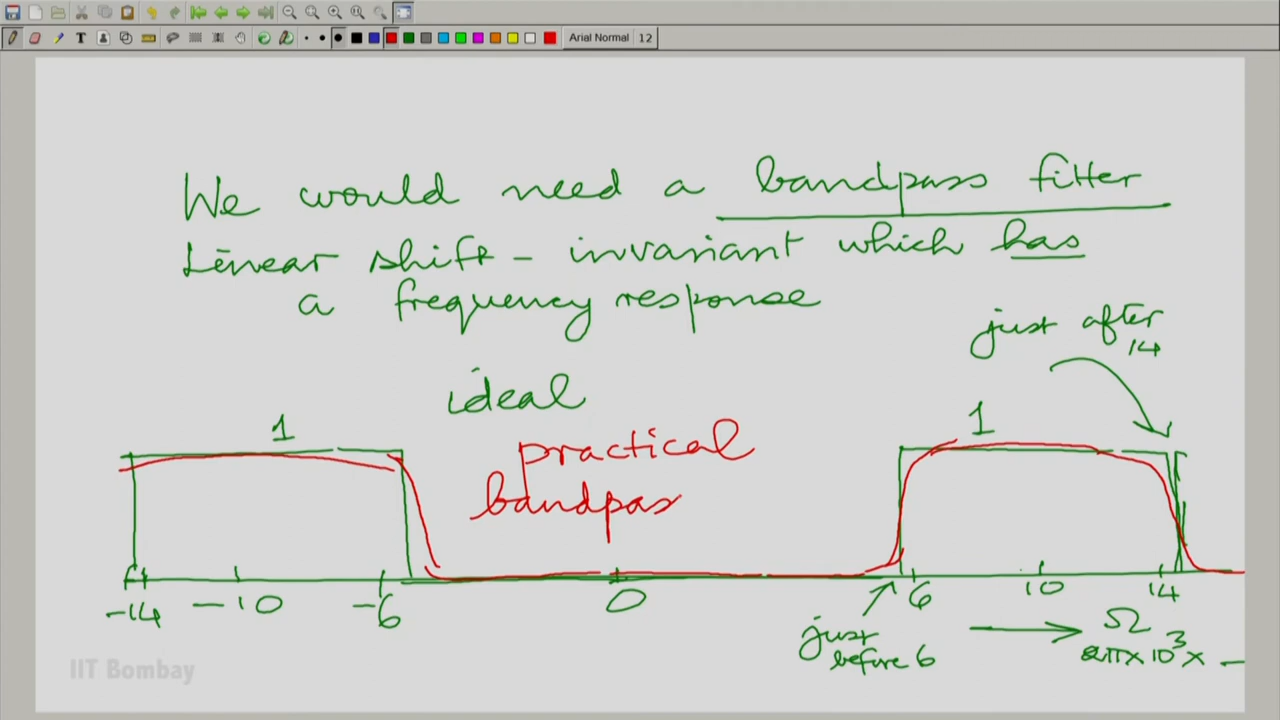 Arial Normal 12
We would need a bandpass filter
Linear shift - invariant which has
a frequency response
just after
14
ideal
1
1
practical
bandpas
-14 -10 -6 0 6 10 14
just
before 6
Ω
2π×10³×
IIT Bombay